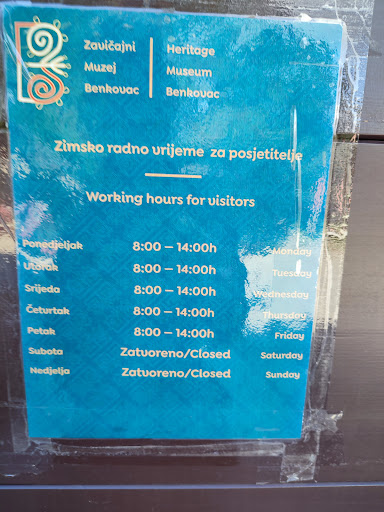 Zavičajni Heritage
Muzej Museum
Benkovac Benkovac
Zimsko radno vrijeme za posjetitelje
Working hours for visitors
Ponedjeljak 8:00 – 14:00h Monday
Utorak 8:00 – 14:00h Tuesday
Srijeda 8:00 – 14:00h Wednesday
Četvrtak 8:00 – 14:00h Thursday
Petak 8:00 – 14:00h Friday
Subota Zatvoreno/Closed Saturday
Nedjelja Zatvoreno/Closed Sunday